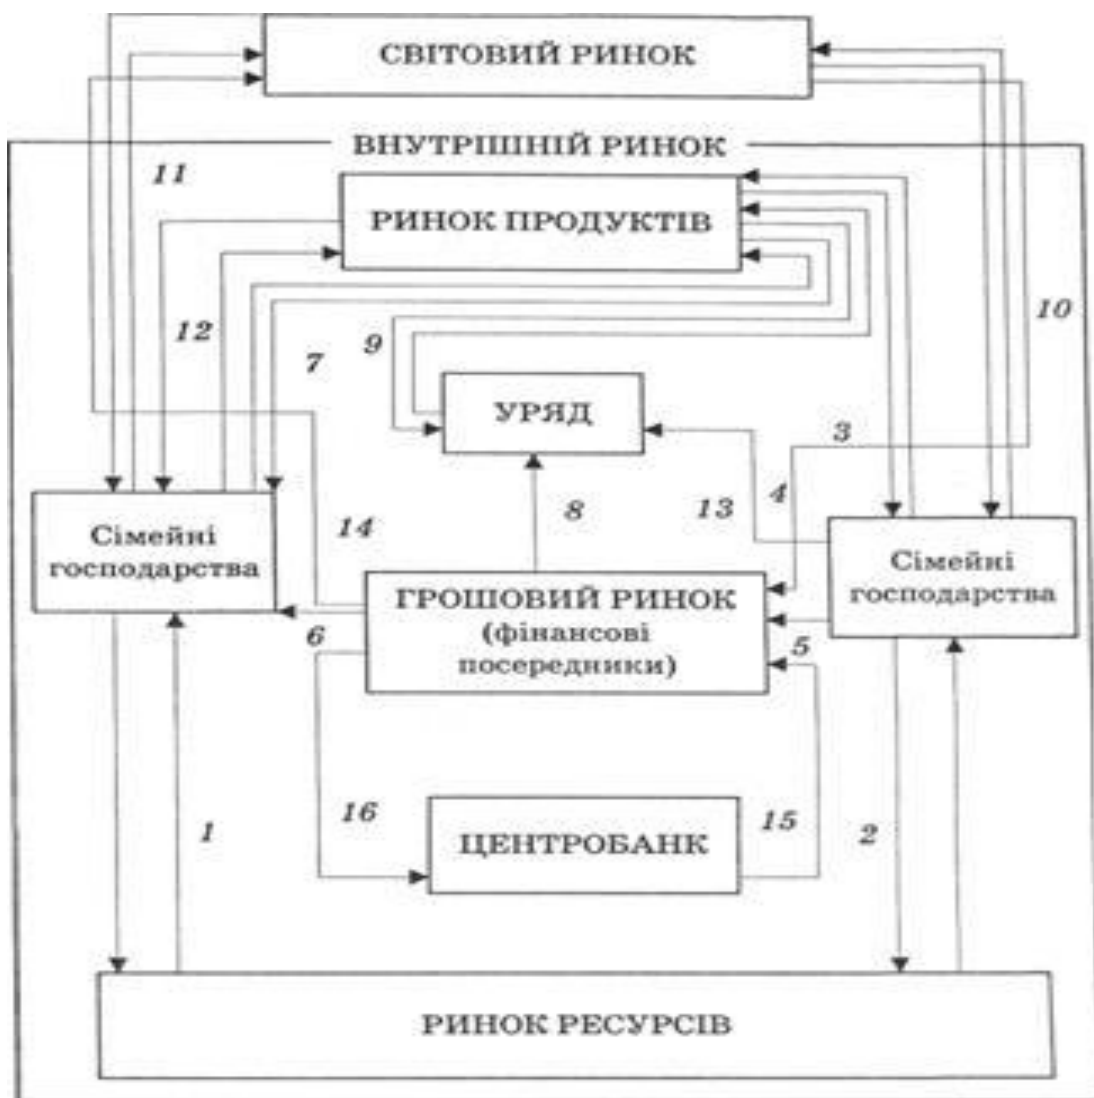 СВІТОВИЙ РИНОК
ВНУТРІШНІЙ РИНОК
11
РИНОК ПРОДУКТІВ
12
7
9
10
УРЯД
3
4
13
8
14
Сімейні
господарства
Сімейні
господарства
ГРОШОВИЙ РИНОК
(фінансові
посередники)
6
5
16
15
1
2
ЦЕНТРОБАНК
РИНОК РЕСУРСІВ